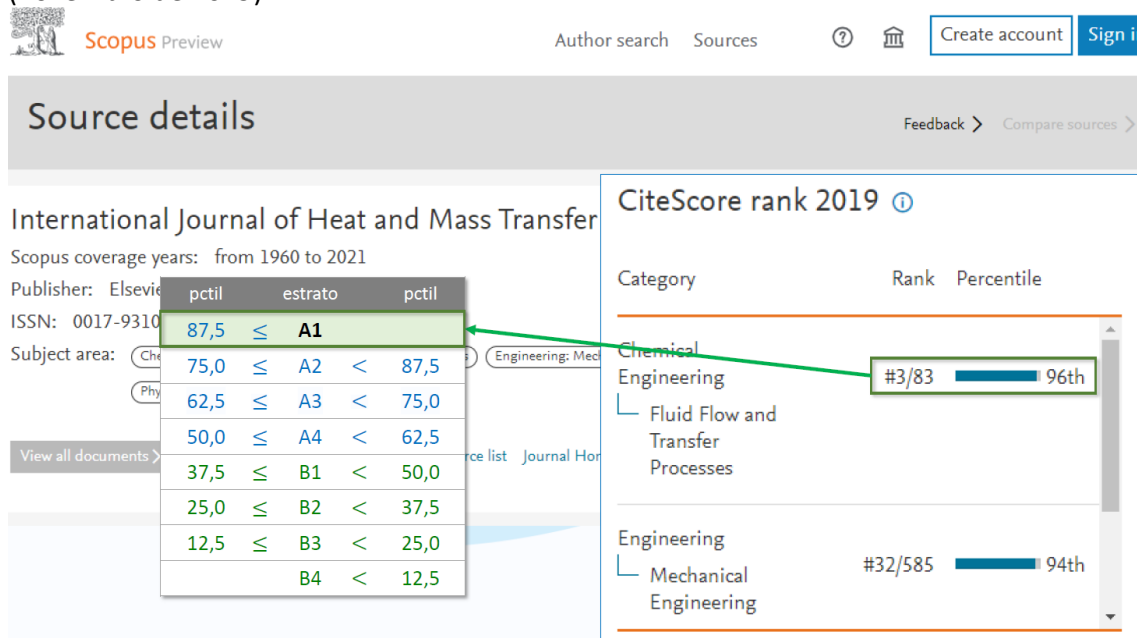 Scopus Preview
Author search Sources
Create account
Sign i
Source details
Feedback
Compare sources
International Journal of Heat and Mass Transfer
Scopus coverage years: from 1960 to 2021
Publisher: Elsevie
ISSN: 0017-9310
Subject area: (Che
Engineering: Mech
(Phy
View all documents >
rce list Journal Hor
pctil estrato pctil
87,5 ≤ A1
75,0 ≤ A2 < 87,5
62,5 ≤ A3 < 75,0
50,0 ≤ A4 < 62,5
37,5 ≤ B1 < 50,0
25,0 ≤ B2 < 37,5
12,5 ≤ B3 < 25,0
B4 < 12,5
CiteScore rank 2019
Category Rank Percentile
Chemical
Engineering
#3/83 96th
Fluid Flow and
Transfer
Processes
Engineering
#32/585 94th
Mechanical
Engineering